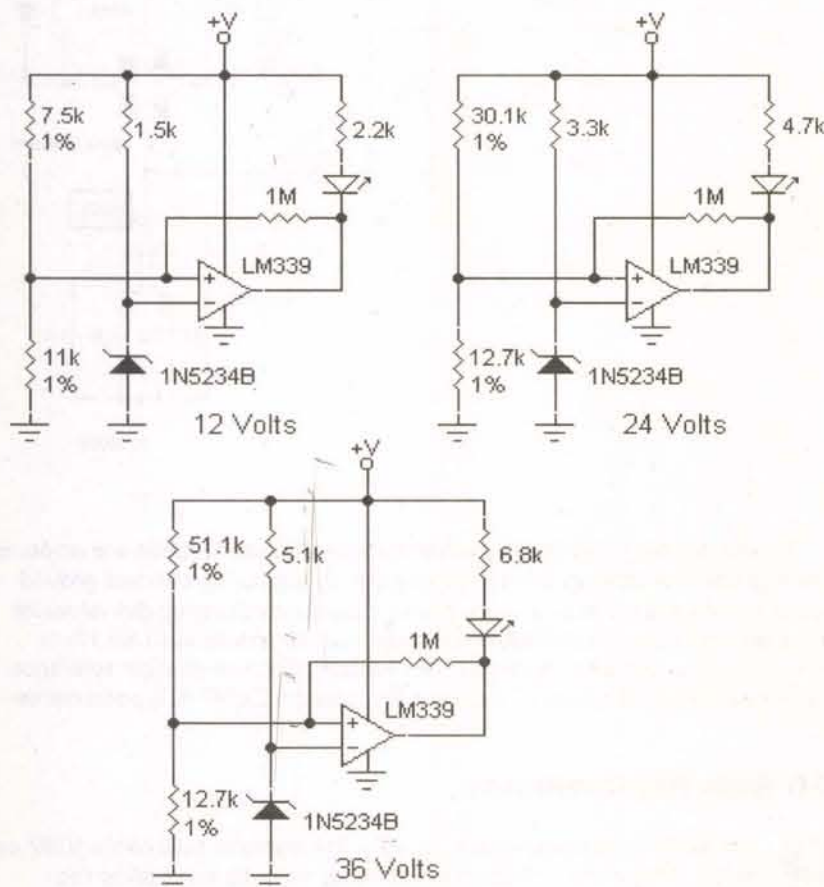 +V
7.5k
1%
1.5k
2.2k
1M
LM339
11k
1%
1N5234B
12 Volts
+V
30.1k
1%
3.3k
4.7k
1M
LM339
12.7k
1%
1N5234B
24 Volts
+V
51.1k
1%
5.1k
6.8k
1M
LM339
12.7k
1%
1N5234B
36 Volts